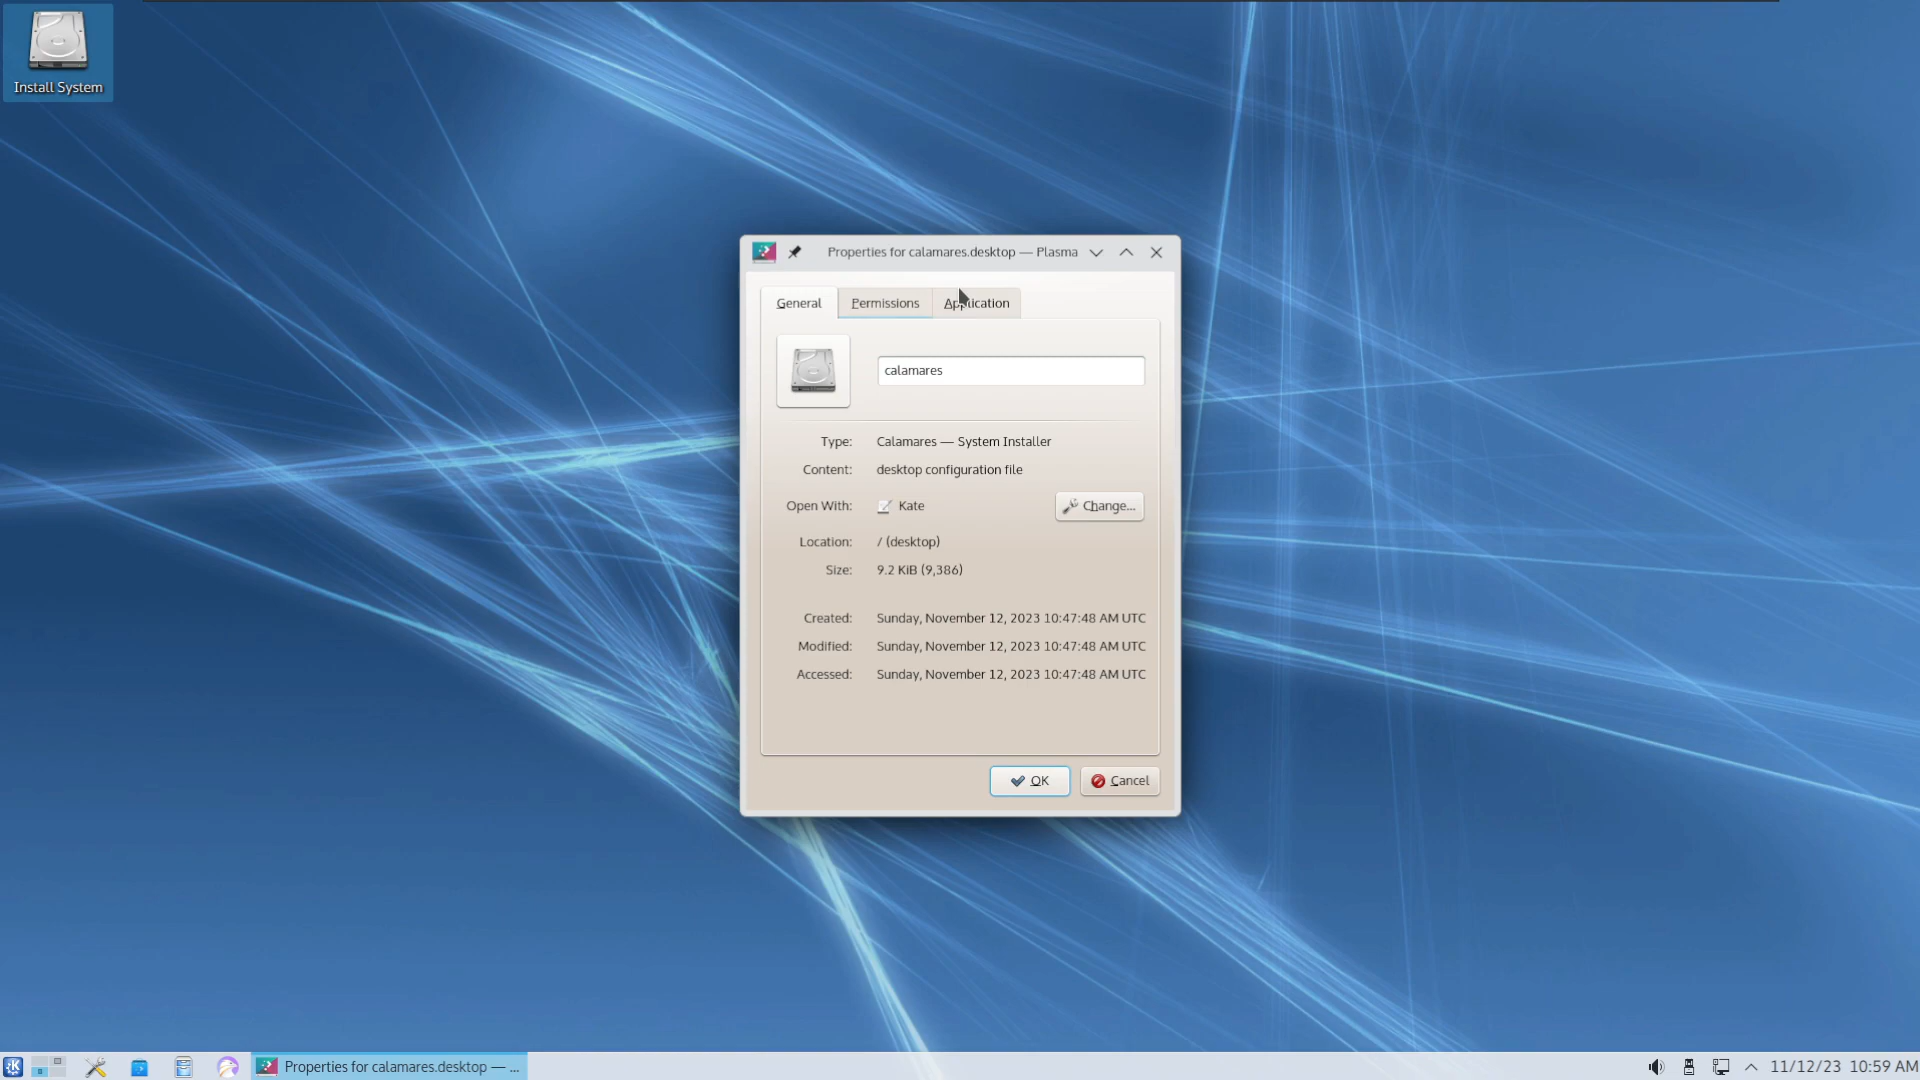 Install System
Properties for calamares.desktop — Plasma
General Permissions Application
calamares
Type: Calamares — System Installer
Content: desktop configuration file
Open With: Kate Change...
Location: / (desktop)
Size: 9.2 KiB (9,386)
Created: Sunday, November 12, 2023 10:47:48 AM UTC
Modified: Sunday, November 12, 2023 10:47:48 AM UTC
Accessed: Sunday, November 12, 2023 10:47:48 AM UTC
OK Cancel
Properties for calamares.desktop — ... 11/12/23 10:59 AM